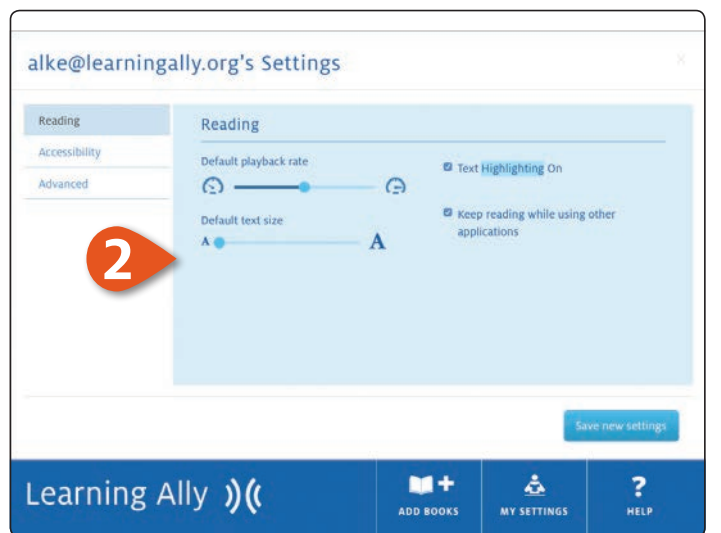 alke@learningally.org's Settings
x
Reading
Accessibility
Advanced
Reading
Default playback rate
Text Highlighting On
Default text size
A A
Keep reading while using other
applications
2
Save new settings
Learning Ally
ADD BOOKS
MY SETTINGS
?
HELP